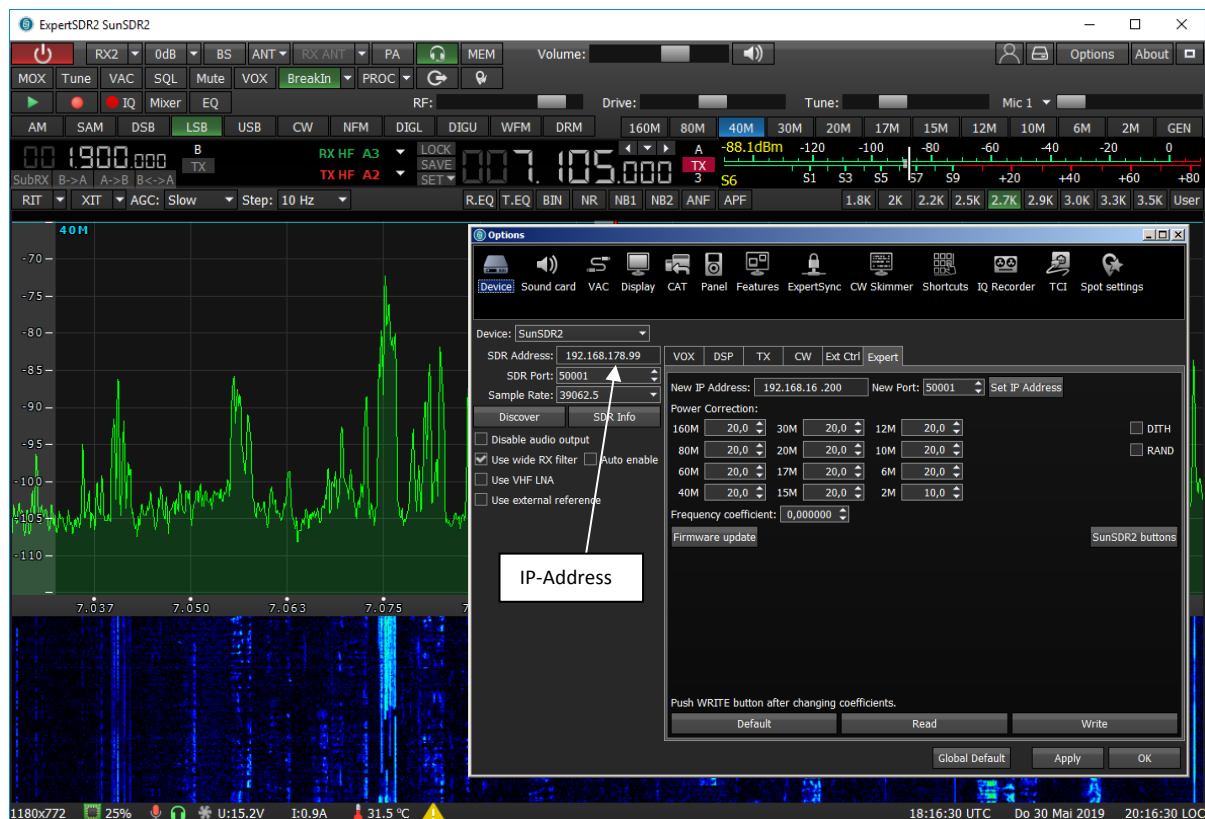 ExpertSDR2 SunSDR2
RX2 0dB BS ANT RX ANT PA MEM Volume: Options About
MOX Tune VAC SQL Mute VOX BreakIn PROC
IQ Mixer EQ RF: Drive: Tune: Mic 1
AM SAM DSB LSB USB CW NFM DIGL DIGU WFM DRM 160M 80M 40M 30M 20M 17M 15M 12M 10M 6M 2M GEN
001.900.000 B TX RX HF A3 TX HF A2 LOCK SAVE SET 007.105.000 A TX 3 -88.1dBm -120 -100 -80 -60 -40 -20 0
SubRX B->A A->B B<->A S6 S1 S3 S5 S7 S9 +20 +40 +60 +80
RIT XIT AGC: Slow Step: 10 Hz R.EQ T.EQ BIN NR NB1 NB2 ANF APF 1.8K 2K 2.2K 2.5K 2.7K 2.9K 3.0K 3.3K 3.5K User
40M
-70
-75
-80
-85
-90
-95
-100
-105
-110
7.037 7.050 7.063 7.075
Options
Device Sound card VAC Display CAT Panel Features ExpertSync CW Skimmer Shortcuts IQ Recorder TCI Spot settings
Device: SunSDR2
SDR Address: 192.168.178.99
SDR Port: 50001
Sample Rate: 39062.5
Discover SDR Info
Disable audio output
Use wide RX filter Auto enable
Use VHF LNA
Use external reference
IP-Address
VOX DSP TX CW Ext Ctrl Expert
New IP Address: 192.168.16 .200 New Port: 50001 Set IP Address
Power Correction:
160M 20,0 30M 20,0 12M 20,0 DITH
80M 20,0 20M 20,0 10M 20,0 RAND
60M 20,0 17M 20,0 6M 20,0
40M 20,0 15M 20,0 2M 10,0
Frequency coefficient: 0,000000
Firmware update SunSDR2 buttons
Push WRITE button after changing coefficients.
Default Read Write
Global Default Apply OK
1180x772 25% U:15.2V I:0.9A 31.5 ºC 18:16:30 UTC Do 30 Mai 2019 20:16:30 LOC